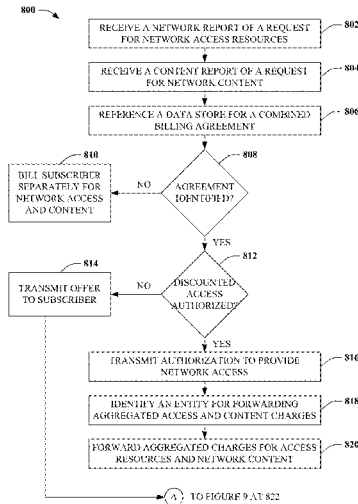 800
RECEIVE A NETWORK REPORT OF A REQUEST
FOR NETWORK ACCESS RESOURCES
802
RECEIVE A CONTENT REPORT OF A REQUEST
FOR NETWORK CONTENT
804
REFERENCE A DATA STORE FOR A COMBINED
BILLING AGREEMENT
806
808
AGREEMENT
IDENTIFIED?
NO
810
BILL SUBSCRIBER
SEPARATELY FOR
NETWORK ACCESS
AND CONTENT
YES
812
DISCOUNTED
ACCESS
AUTHORIZED?
NO
814
TRANSMIT OFFER
TO SUBSCRIBER
YES
TRANSMIT AUTHORIZATION TO PROVIDE
NETWORK ACCESS
816
IDENTIFY AN ENTITY FOR FORWARDING
AGGREGATED ACCESS AND CONTENT CHARGES
818
FORWARD AGGREGATED CHARGES FOR ACCESS
RESOURCES AND NETWORK CONTENT
820
A
TO FIGURE 9 AT 822